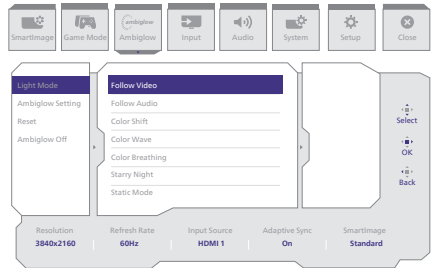 SmartImage Game Mode Ambiglow Input Audio System Setup Close
ambiglow
Light Mode
Ambiglow Setting
Reset
Ambiglow Off
Follow Video
Follow Audio
Color Shift
Color Wave
Color Breathing
Starry Night
Static Mode
Select
OK
Back
Resolution Refresh Rate Input Source Adaptive Sync SmartImage
3840x2160 60Hz HDMI 1 On Standard